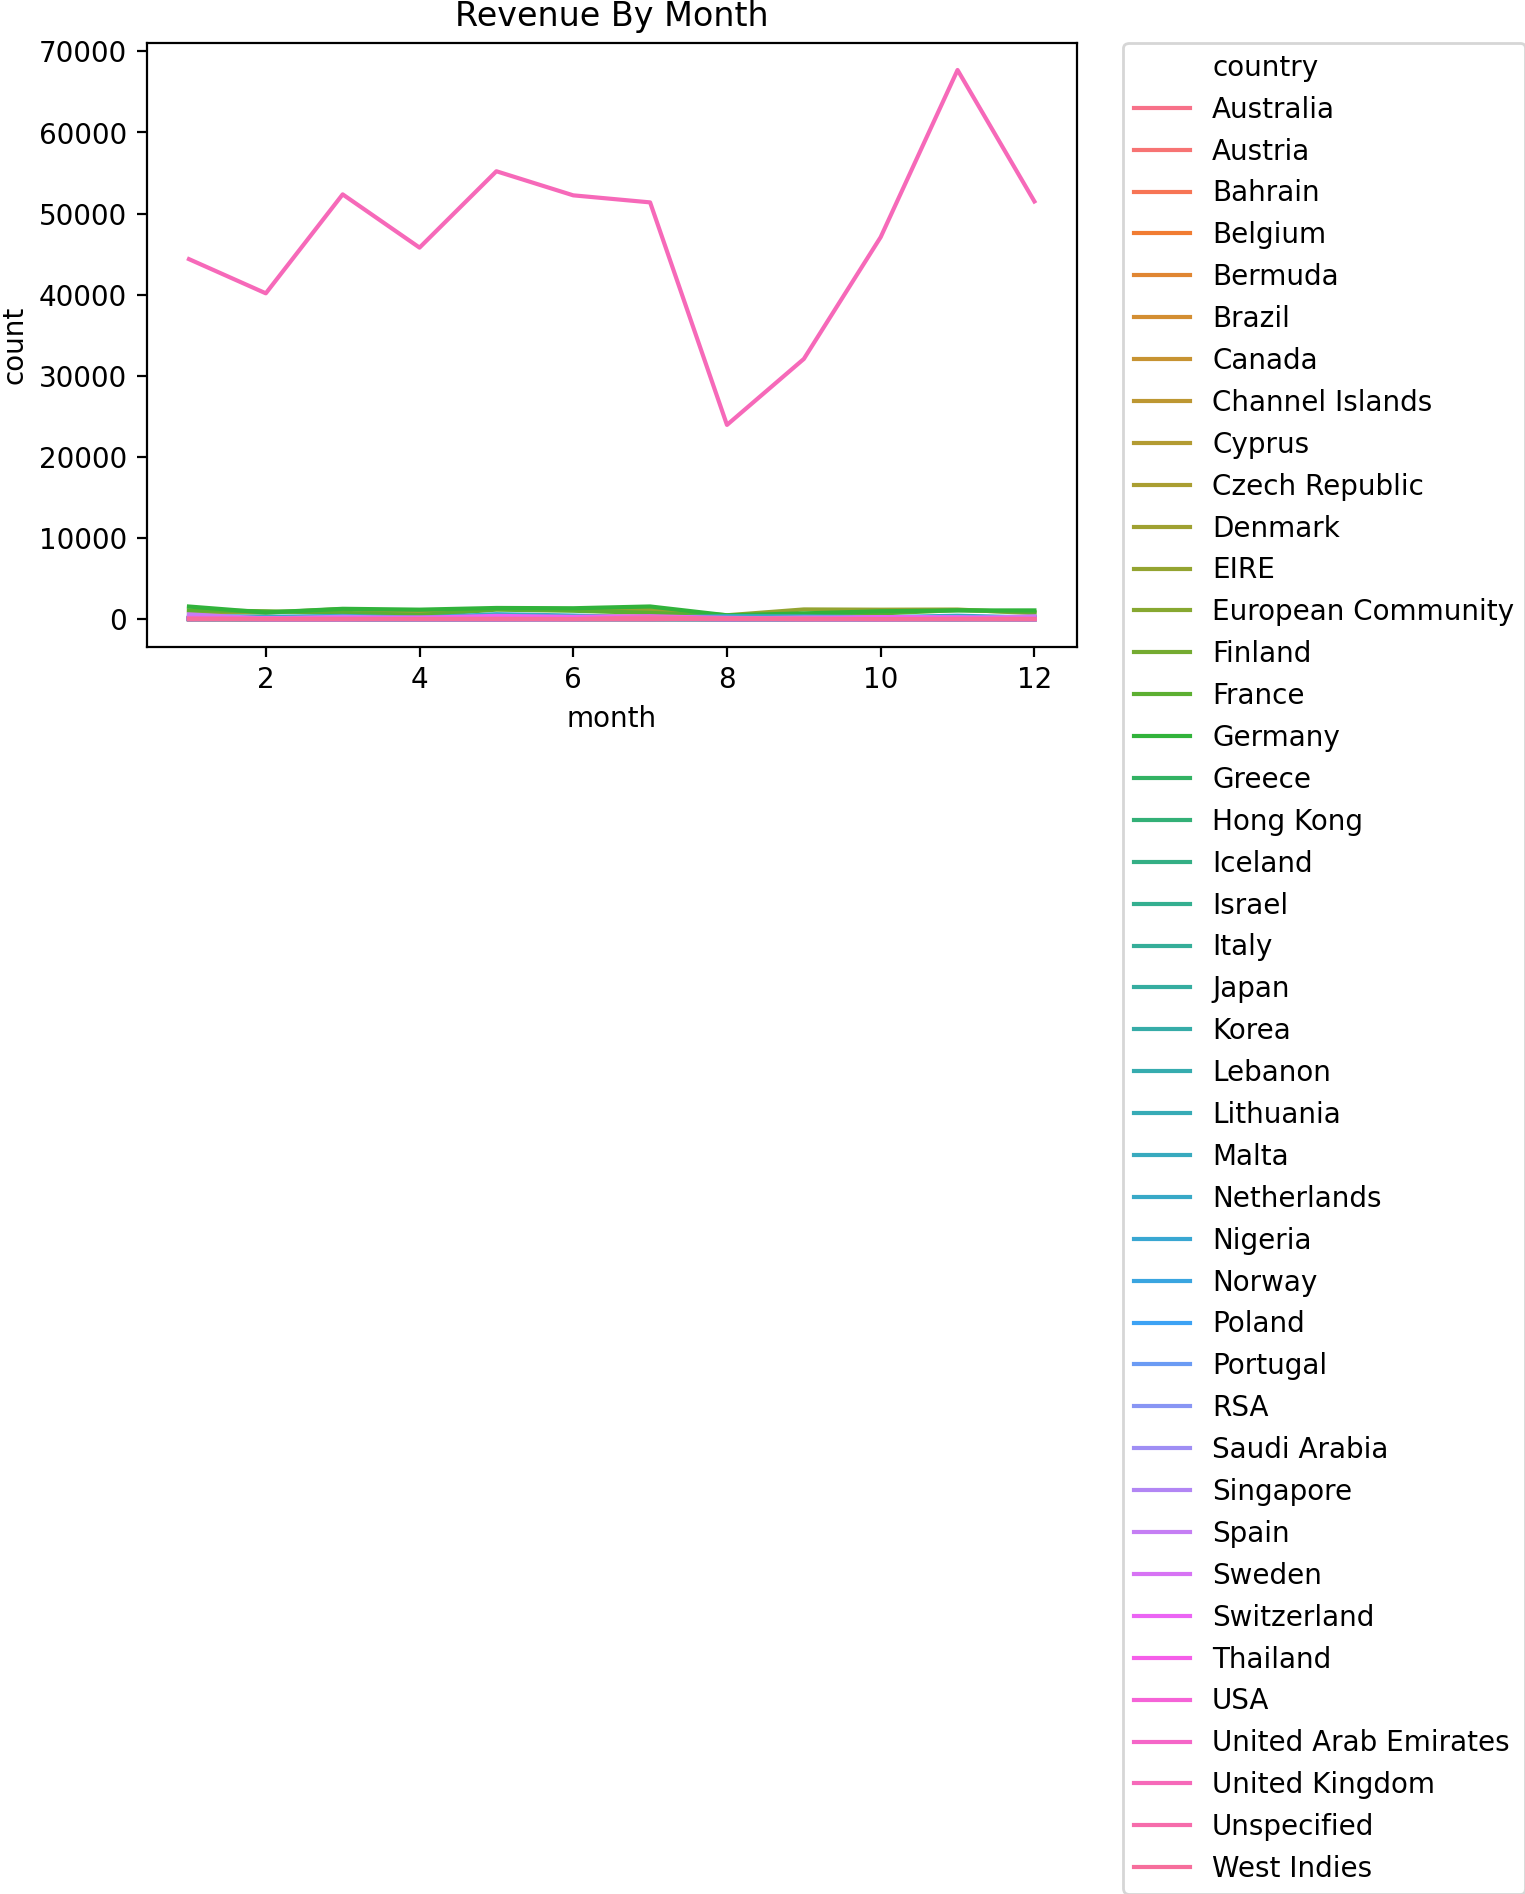 Revenue By Month
70000
60000
50000
40000
30000
20000
10000
0
count
2 4 6 8 10 12
month
country
Australia
Austria
Bahrain
Belgium
Bermuda
Brazil
Canada
Channel Islands
Cyprus
Czech Republic
Denmark
EIRE
European Community
Finland
France
Germany
Greece
Hong Kong
Iceland
Israel
Italy
Japan
Korea
Lebanon
Lithuania
Malta
Netherlands
Nigeria
Norway
Poland
Portugal
RSA
Saudi Arabia
Singapore
Spain
Sweden
Switzerland
Thailand
USA
United Arab Emirates
United Kingdom
Unspecified
West Indies